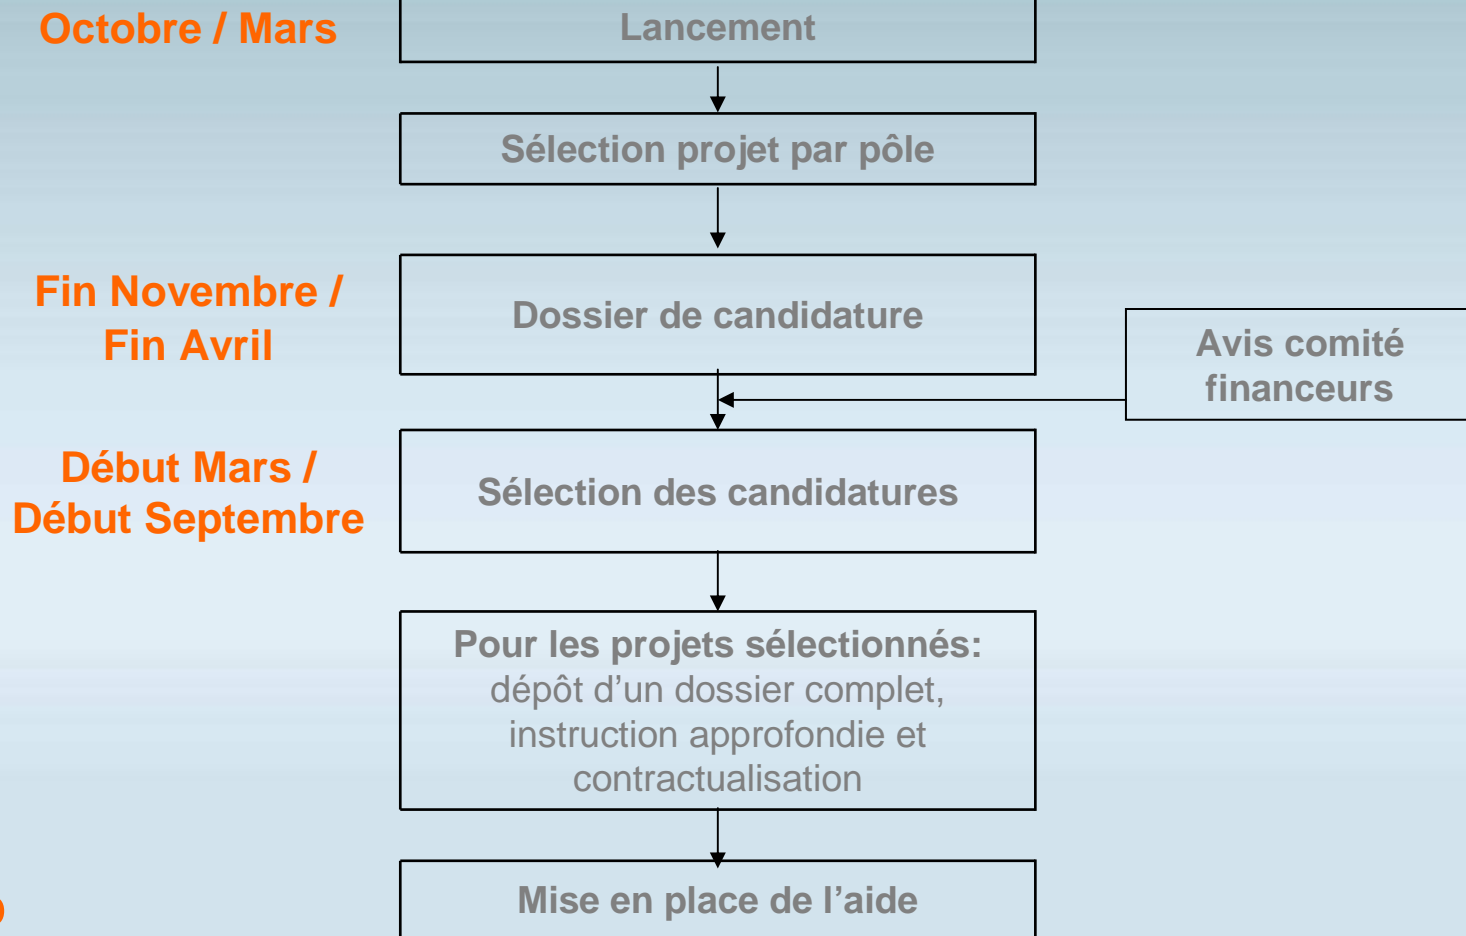 Octobre / Mars
Lancement
Sélection projet par pôle
Fin Novembre /
Fin Avril
Dossier de candidature
Avis comité
financeurs
Début Mars /
Début Septembre
Sélection des candidatures
Pour les projets sélectionnés:
dépôt d’un dossier complet,
instruction approfondie et
contractualisation
Mise en place de l’aide